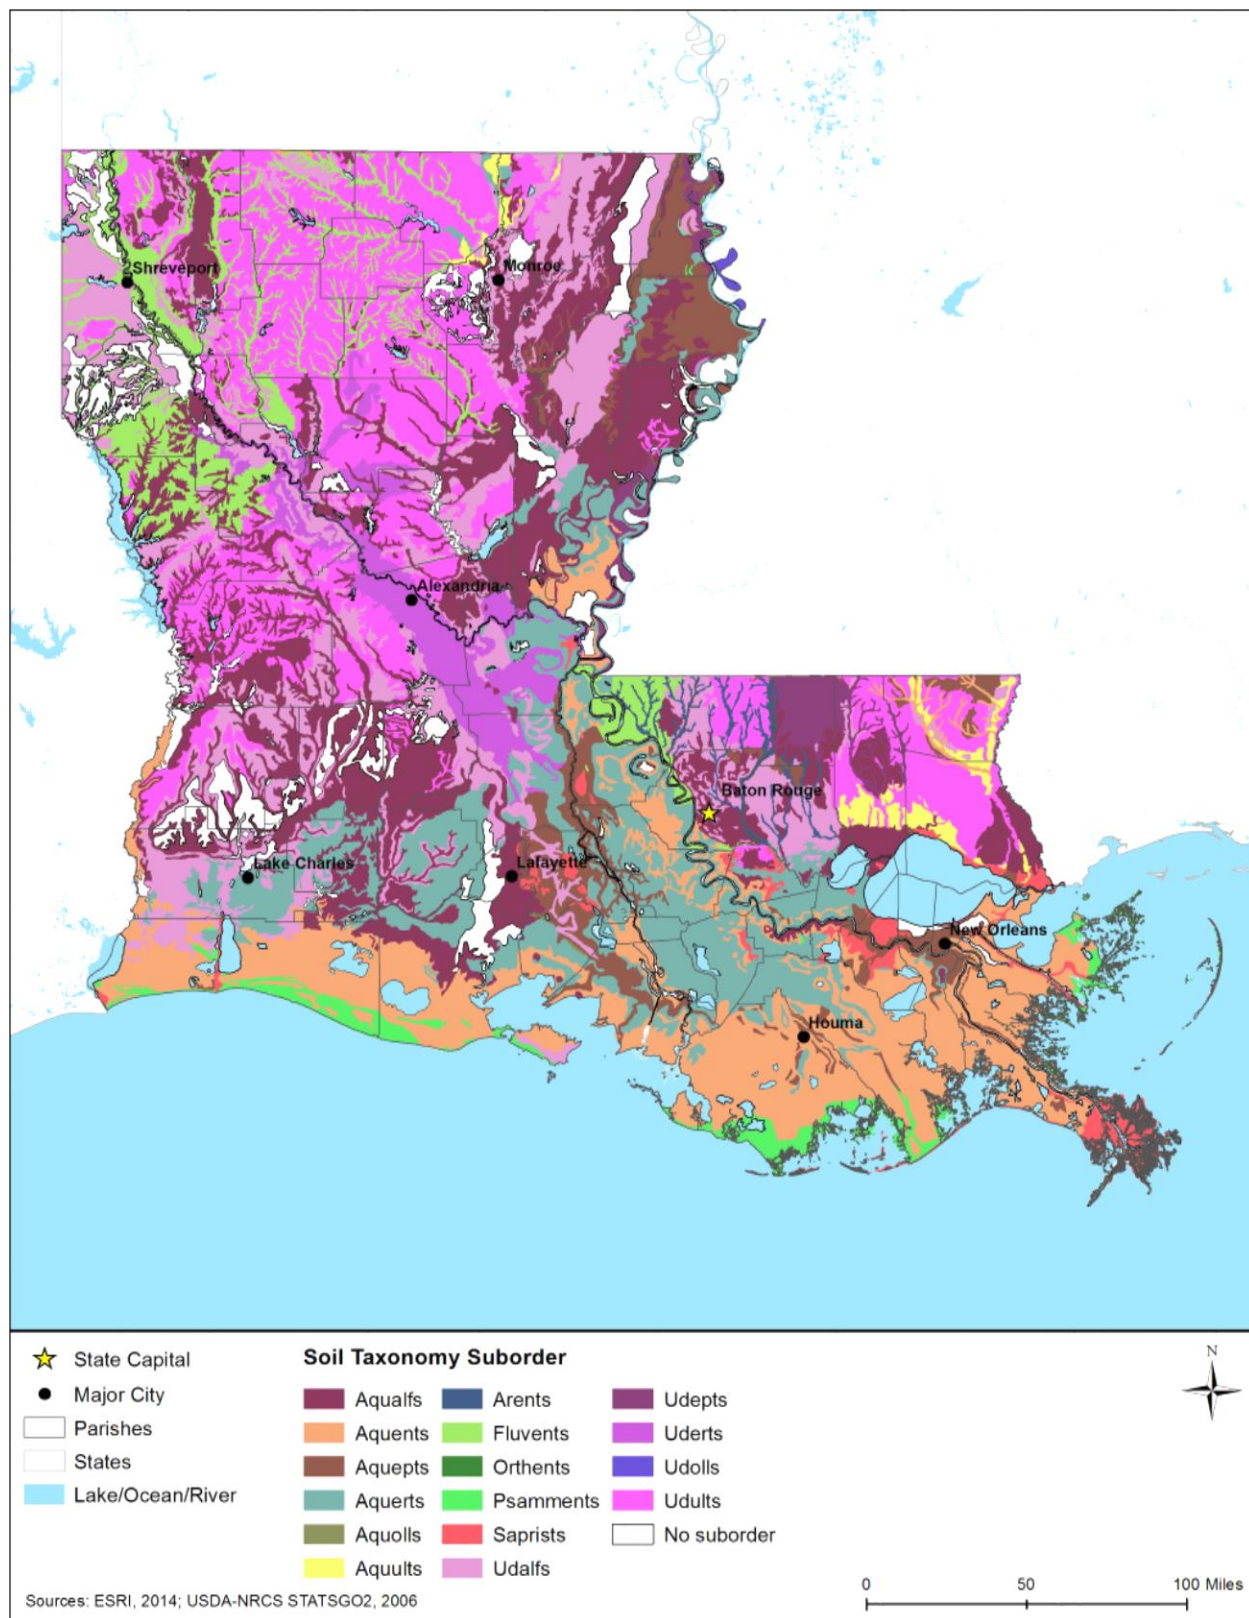 Shreveport
Monroe
Alexandria
Baton Rouge
Lake Charles
Lafayette
New Orleans
Houma
State Capital
Major City
Parishes
States
Lake/Ocean/River
Soil Taxonomy Suborder
Aqualfs
Aquents
Aquepts
Aquerts
Aquolls
Aquults
Arents
Fluvents
Orthents
Psamments
Saprists
Udalfs
Udepts
Uderts
Udolls
Udults
No suborder
N
0 50 100 Miles
Sources: ESRI, 2014; USDA-NRCS STATSGO2, 2006